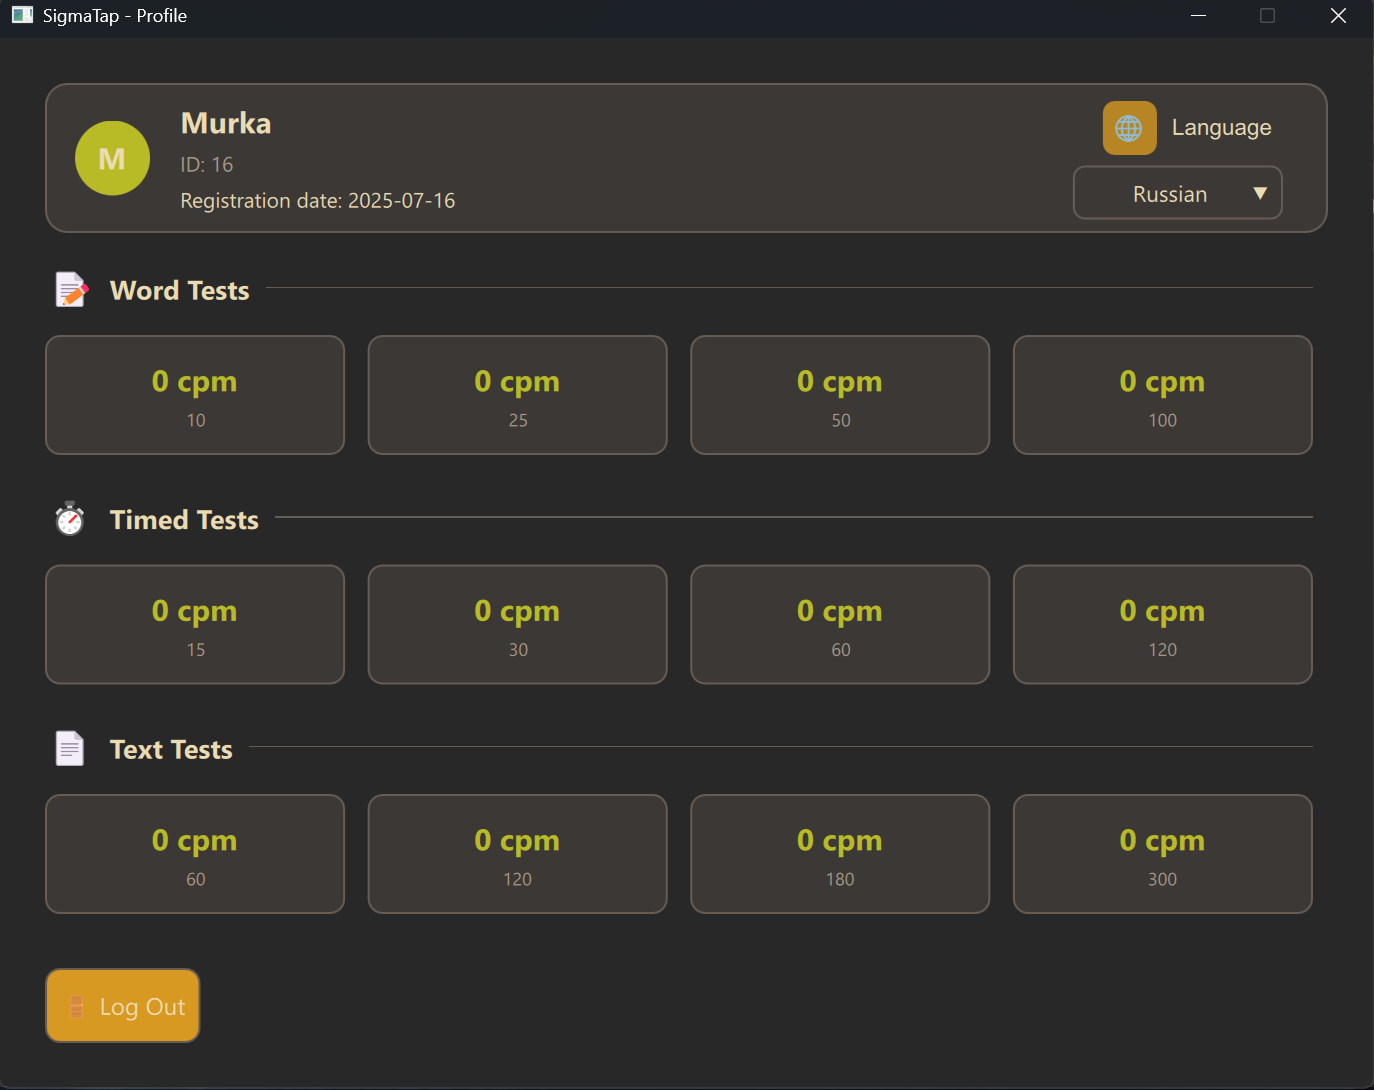 SigmaTap - Profile
M
Murka
ID: 16
Registration date: 2025-07-16
Language
Russian
Word Tests
0 cpm
10
0 cpm
25
0 cpm
50
0 cpm
100
Timed Tests
0 cpm
15
0 cpm
30
0 cpm
60
0 cpm
120
Text Tests
0 cpm
60
0 cpm
120
0 cpm
180
0 cpm
300
Log Out